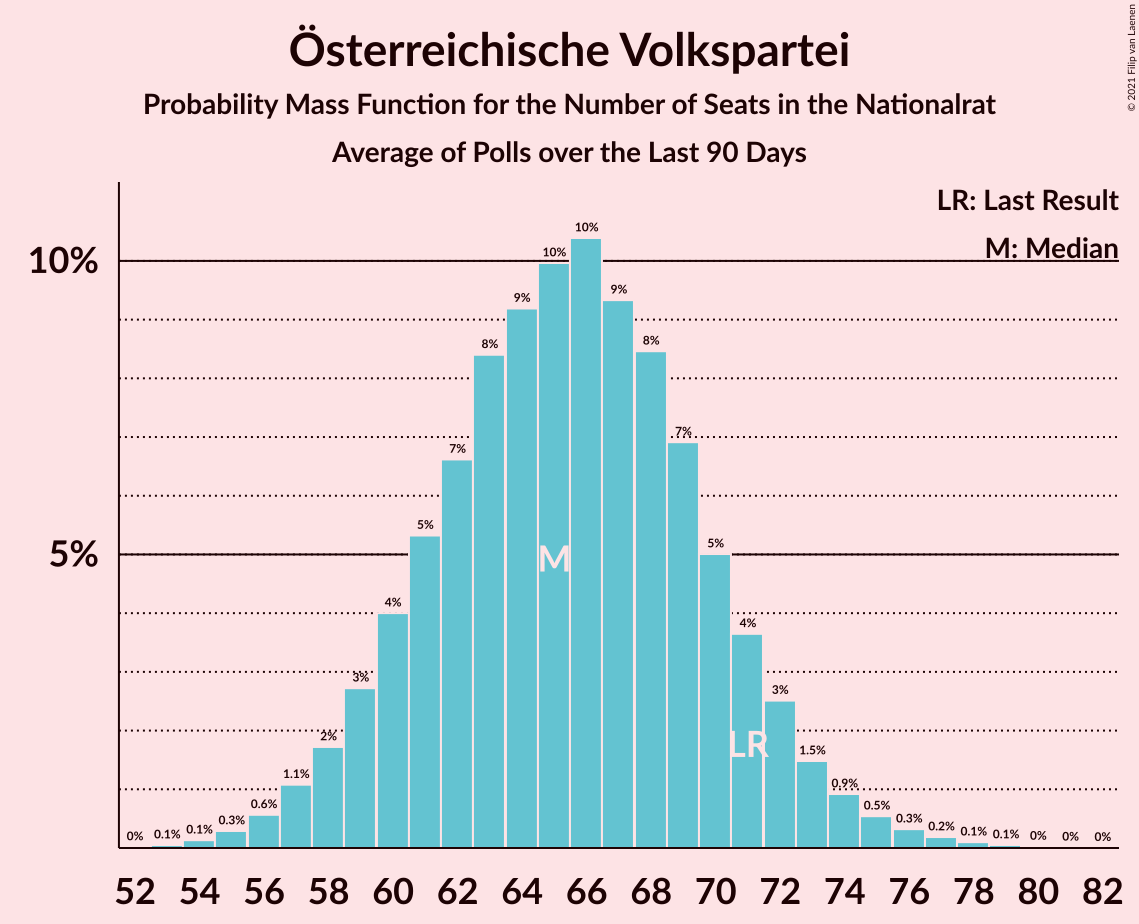 Österreichische Volkspartei
Probability Mass Function for the Number of Seats in the Nationalrat
Average of Polls over the Last 90 Days
© 2021 Filip van Laenen
LR: Last Result
M: Median
10%
5%
0% 0.1% 0.1% 0.3% 0.6% 1.1% 2% 3% 4% 5% 7% 8% 9% 10% 10% 9% 8% 7% 5% 4% 3% 1.5% 0.9% 0.5% 0.3% 0.2% 0.1% 0.1% 0% 0% 0%
M
LR
52 54 56 58 60 62 64 66 68 70 72 74 76 78 80 82